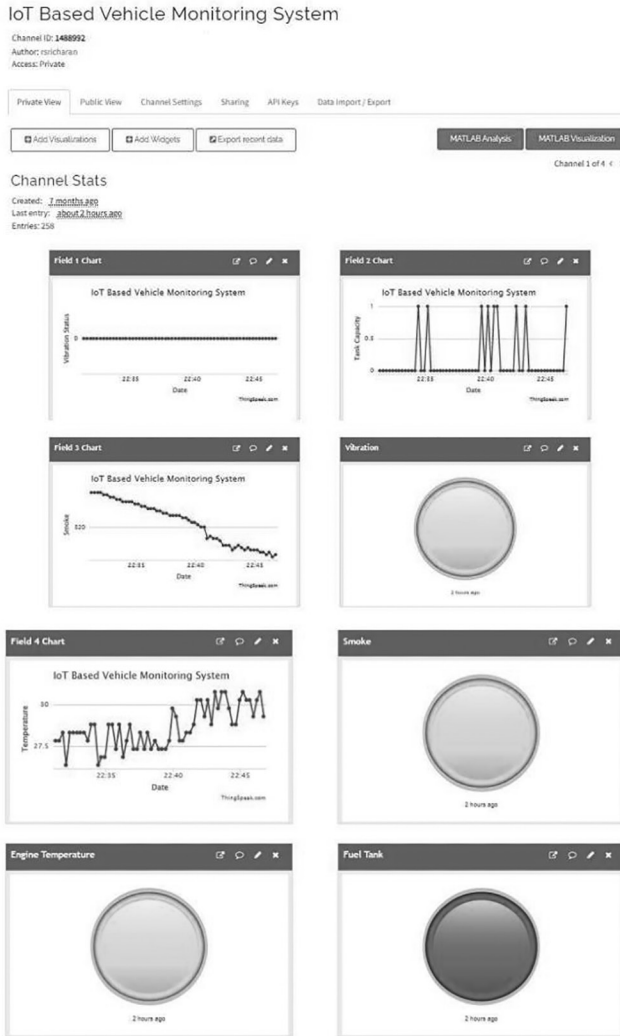 IoT Based Vehicle Monitoring System
Channel ID: 1488992
Author: rsricharan
Access: Private
Private View Public View Channel Settings Sharing API Keys Data Import / Export
Add Visualizations Add Widgets Export recent data MATLAB Analysis MATLAB Visualization
Channel 1 of 4 <
Channel Stats
Created: 7 months ago
Last entry: about 2 hours ago
Entries: 258
Field 1 Chart
IoT Based Vehicle Monitoring System
Vibration Status
0
22:35 22:40 22:45
Date
ThingSpeak.com
Field 2 Chart
IoT Based Vehicle Monitoring System
Tank Capacity
1
0.5
0
22:35 22:40 22:45
Date
ThingSpeak.com
Field 3 Chart
IoT Based Vehicle Monitoring System
Smoke
520
22:35 22:40 22:45
Date
ThingSpeak.com
Vibration
2 hours ago
Field 4 Chart
IoT Based Vehicle Monitoring System
Temperature
30
27.5
22:35 22:40 22:45
Date
ThingSpeak.com
Smoke
2 hours ago
Engine Temperature
2 hours ago
Fuel Tank
2 hours ago